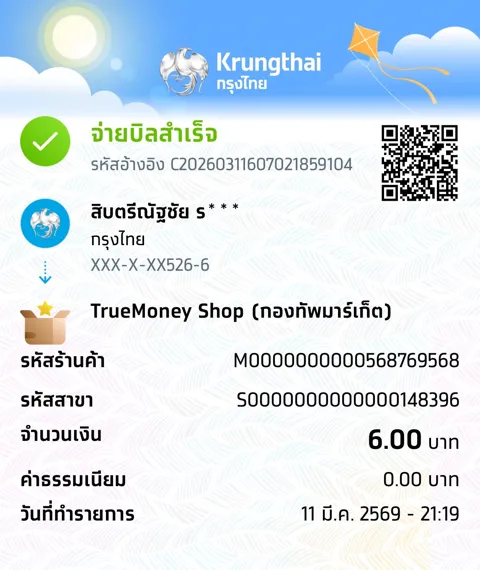 Krungthai
กรุงไทย
จ่ายบิลสำเร็จ
รหัสอ้างอิง C20260311607021859104
สิบตรีณัฐชัย ร***
กรุงไทย
XXX-X-XX526-6
TrueMoney Shop (กองทัพมาร์เก็ต)
รหัสร้านค้า M0000000000568769568
รหัสสาขา S0000000000000148396
จำนวนเงิน 6.00 บาท
ค่าธรรมเนียม 0.00 บาท
วันที่ทำรายการ 11 มี.ค. 2569 - 21:19